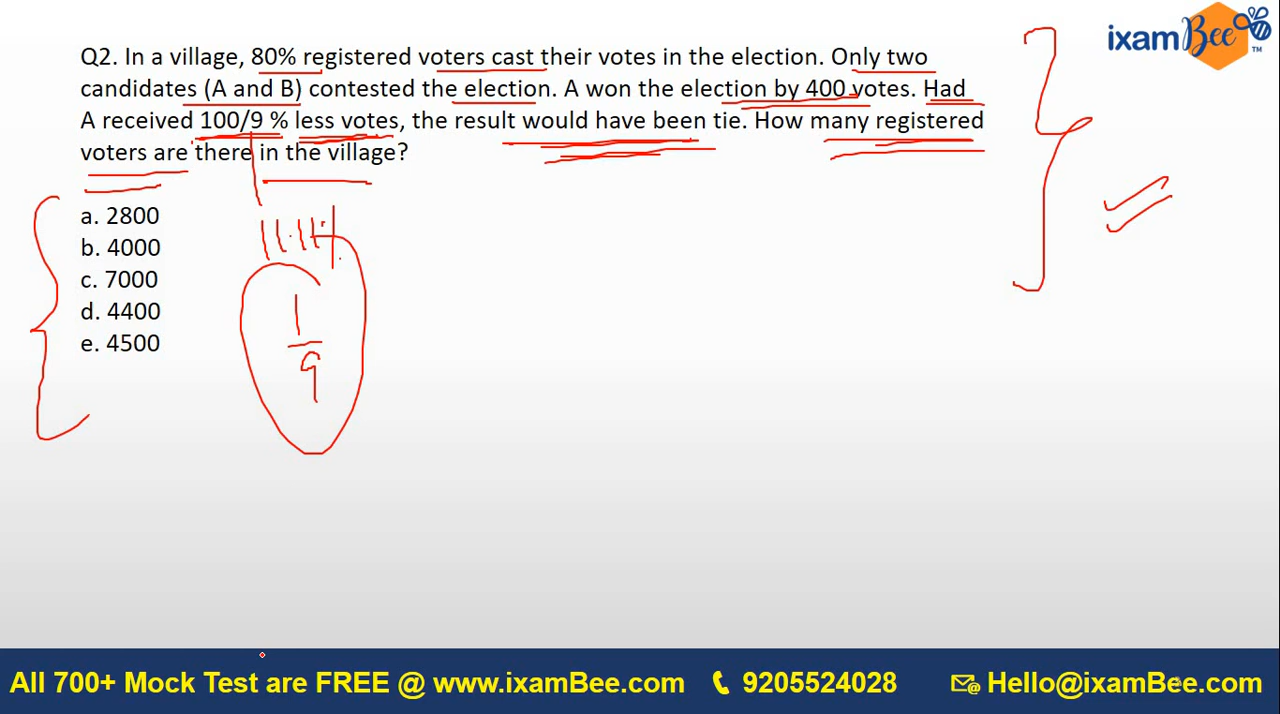 ixamBee
TM
Q2. In a village, 80% registered voters cast their votes in the election. Only two
candidates (A and B) contested the election. A won the election by 400 votes. Had
A received 100/9 % less votes, the result would have been tie. How many registered
voters are there in the village?
a. 2800
b. 4000
c. 7000
d. 4400
e. 4500
11.11
1
9
All 700+ Mock Test are FREE @ www.ixamBee.com 9205524028 Hello@ixamBee.com